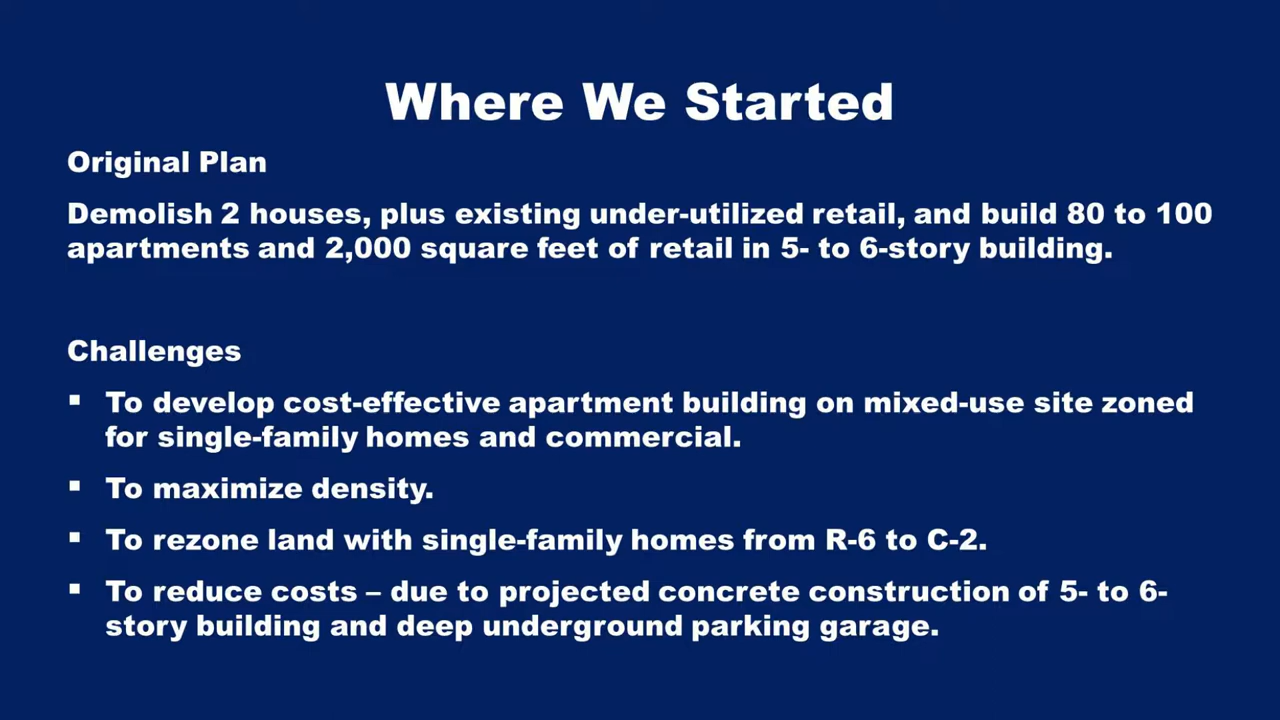 Where We Started
Original Plan
Demolish 2 houses, plus existing under-utilized retail, and build 80 to 100
apartments and 2,000 square feet of retail in 5- to 6-story building.
Challenges
▪ To develop cost-effective apartment building on mixed-use site zoned
for single-family homes and commercial.
▪ To maximize density.
▪ To rezone land with single-family homes from R-6 to C-2.
▪ To reduce costs – due to projected concrete construction of 5- to 6-
story building and deep underground parking garage.